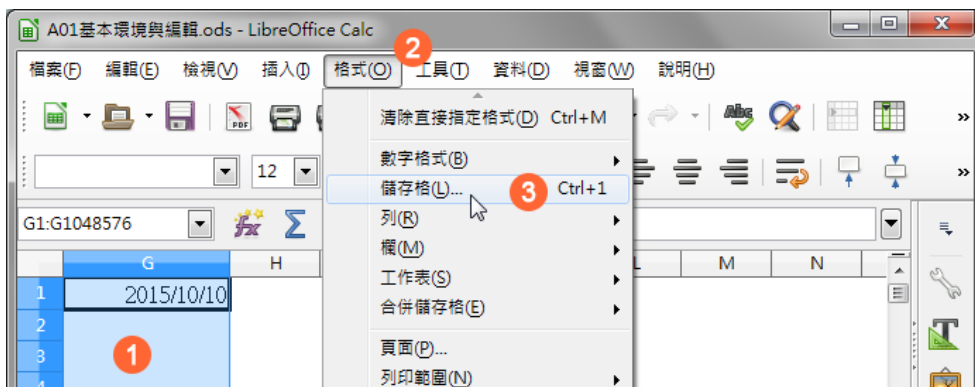 A01基本環境與編輯.ods - LibreOffice Calc
2
檔案(F) 編輯(E) 檢視(V) 插入(I) 格式(O) 工具(T) 資料(D) 視窗(W) 說明(H)
清除直接指定格式(D) Ctrl+M
PDF
Abc
»
數字格式(B)
12
»
儲存格(L)... 3 Ctrl+1
G1:G1048576
列(R)
欄(M)
G H L M N
工作表(S)
1 2015/10/10
合併儲存格(E)
2
3 1
頁面(P)...
4
列印範圍(N)